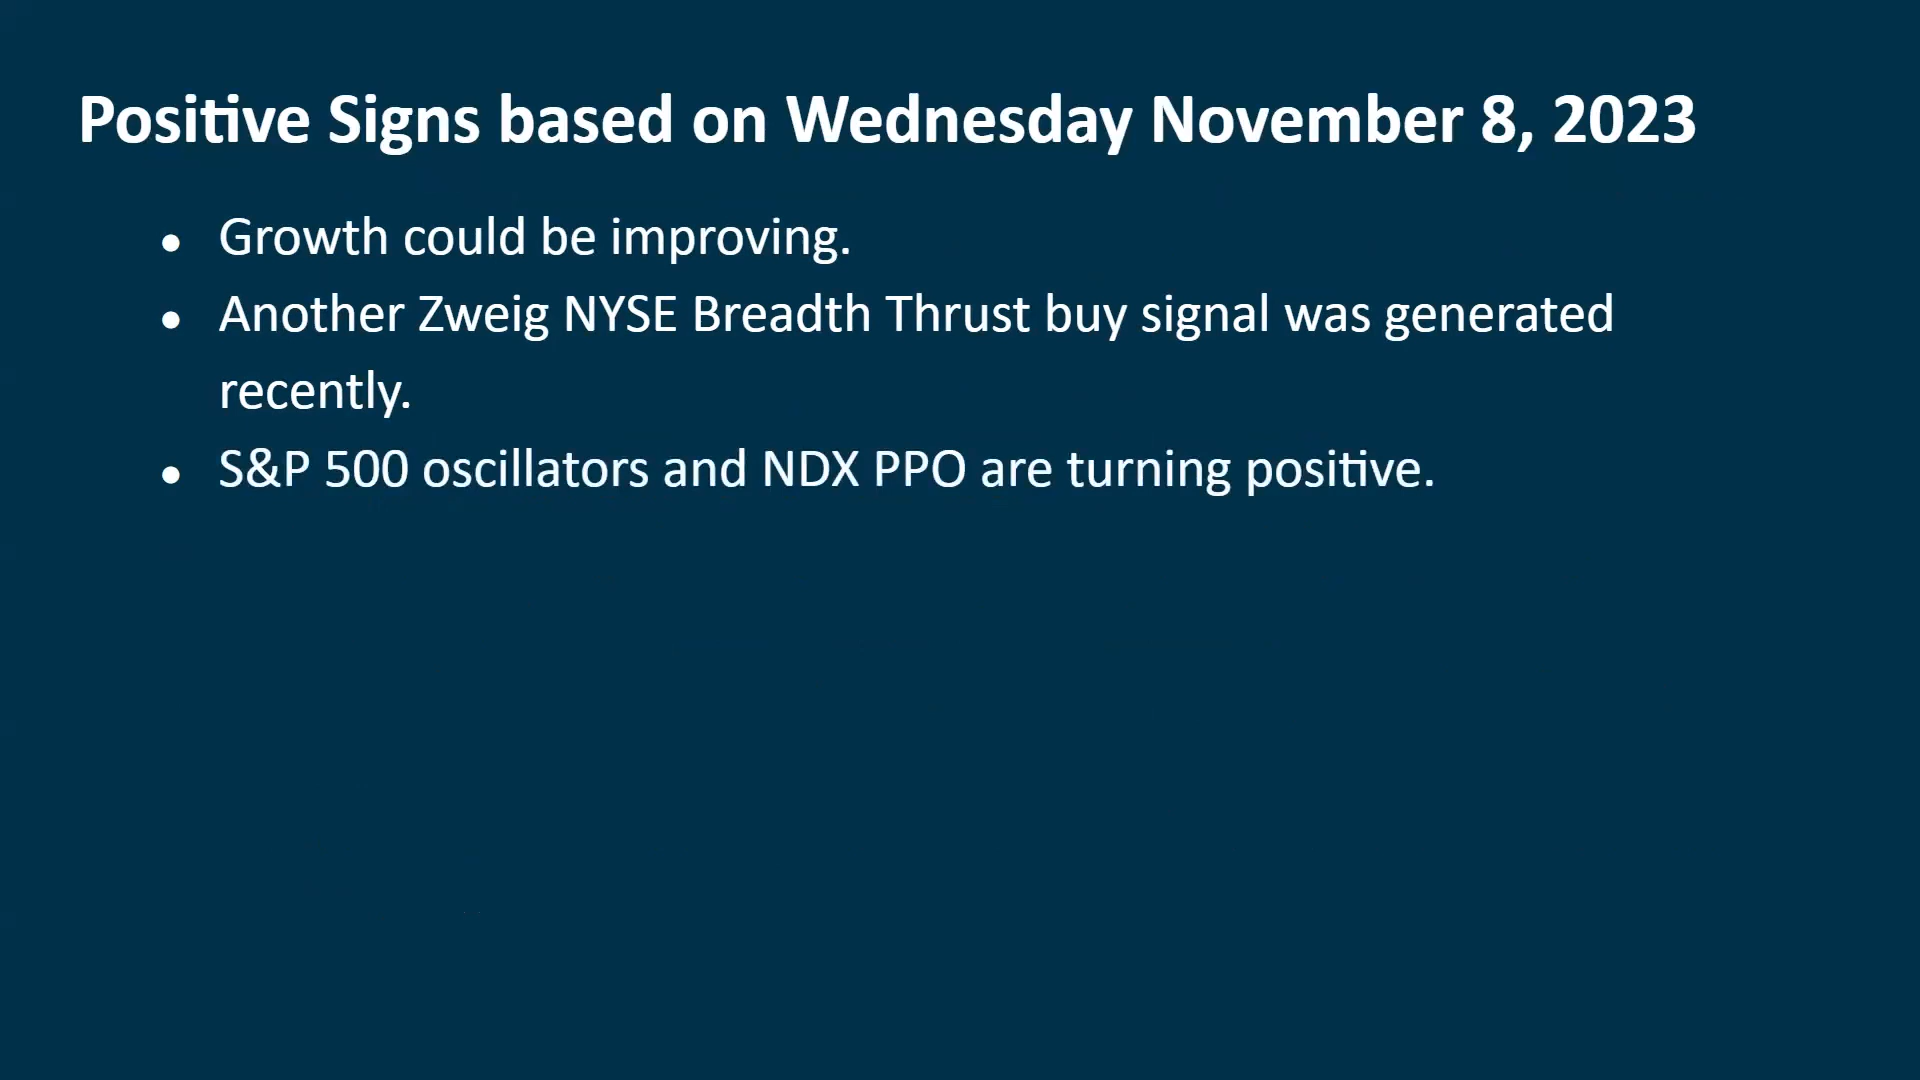 Positive Signs based on Wednesday November 8, 2023
• Growth could be improving.
• Another Zweig NYSE Breadth Thrust buy signal was generated
recently.
• S&P 500 oscillators and NDX PPO are turning positive.